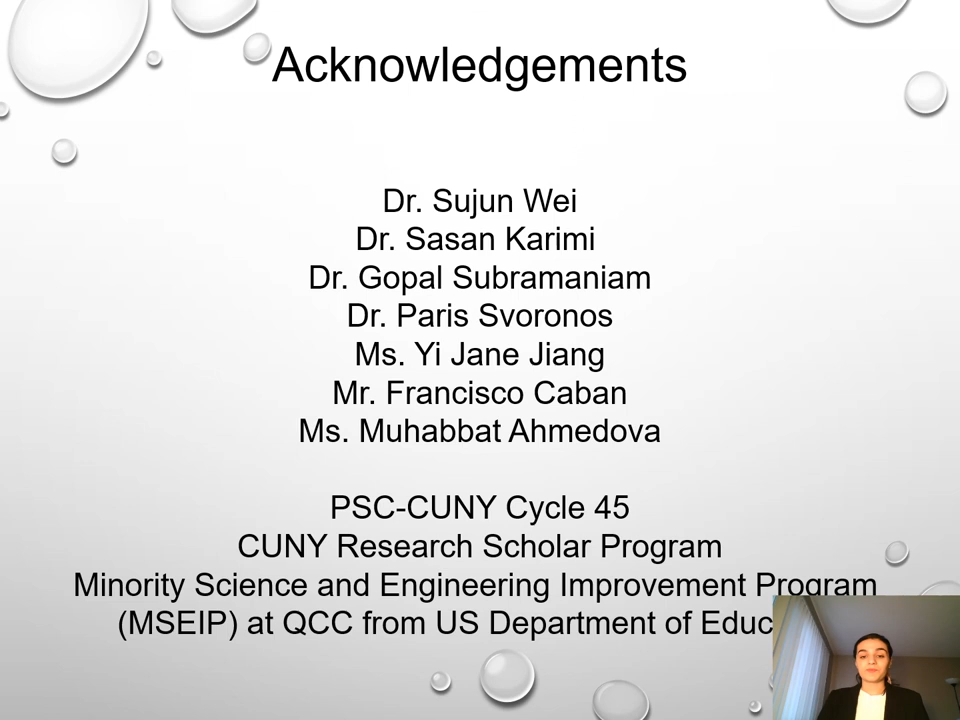 Acknowledgements
Dr. Sujun Wei
Dr. Sasan Karimi
Dr. Gopal Subramaniam
Dr. Paris Svoronos
Ms. Yi Jane Jiang
Mr. Francisco Caban
Ms. Muhabbat Ahmedova
PSC-CUNY Cycle 45
CUNY Research Scholar Program
Minority Science and Engineering Improvement Program
(MSEIP) at QCC from US Department of Educ